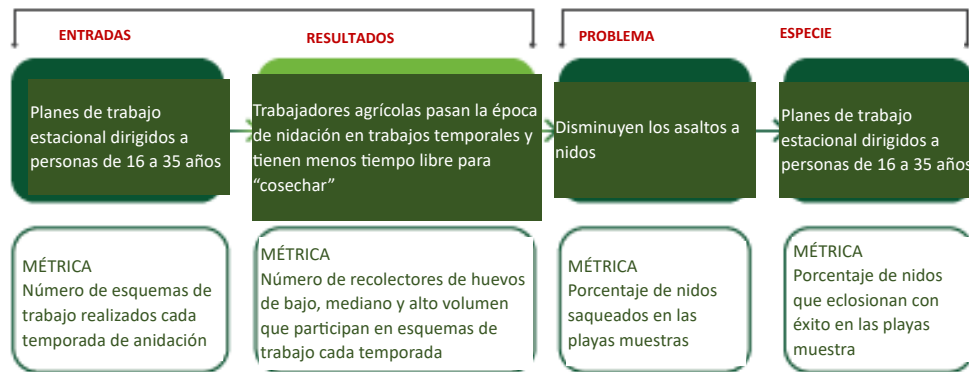 ENTRADAS
RESULTADOS
PROBLEMA
ESPECIE
Planes de trabajo
estacional dirigidos a
personas de 16 a 35 años
Trabajadores agrícolas pasan la época
de nidación en trabajos temporales y
tienen menos tiempo libre para
“cosechar”
Disminuyen los asaltos a
nidos
Planes de trabajo
estacional dirigidos a
personas de 16 a 35 años
MÉTRICA
Número de esquemas de
trabajo realizados cada
temporada de anidación
MÉTRICA
Número de recolectores de huevos
de bajo, mediano y alto volumen
que participan en esquemas de
trabajo cada temporada
MÉTRICA
Porcentaje de nidos
saqueados en las
playas muestras
MÉTRICA
Porcentaje de nidos
que eclosionan con
éxito en las playas
muestra